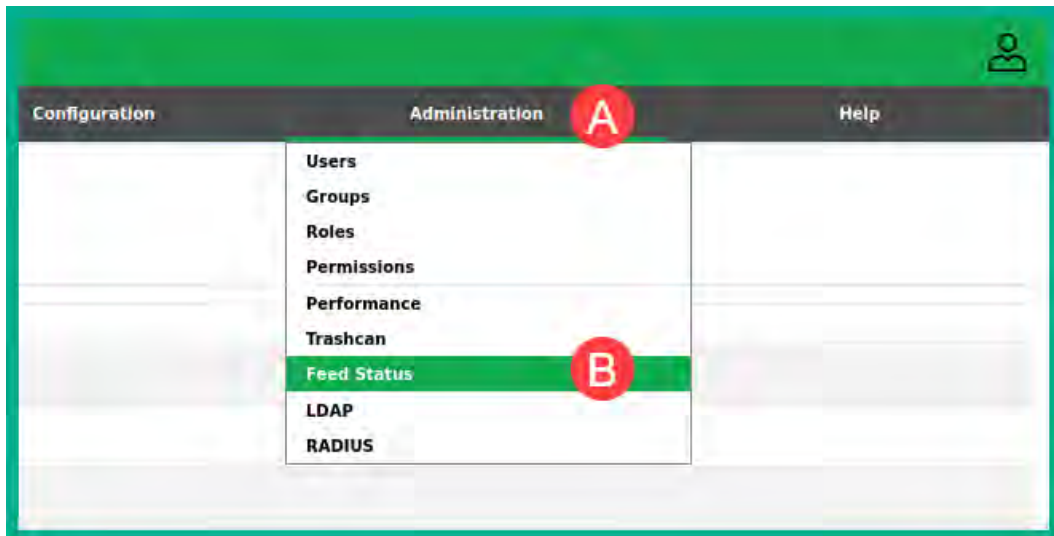 Configuration Administration A Help
Users
Groups
Roles
Permissions
Performance
Trashcan
Feed Status B
LDAP
RADIUS